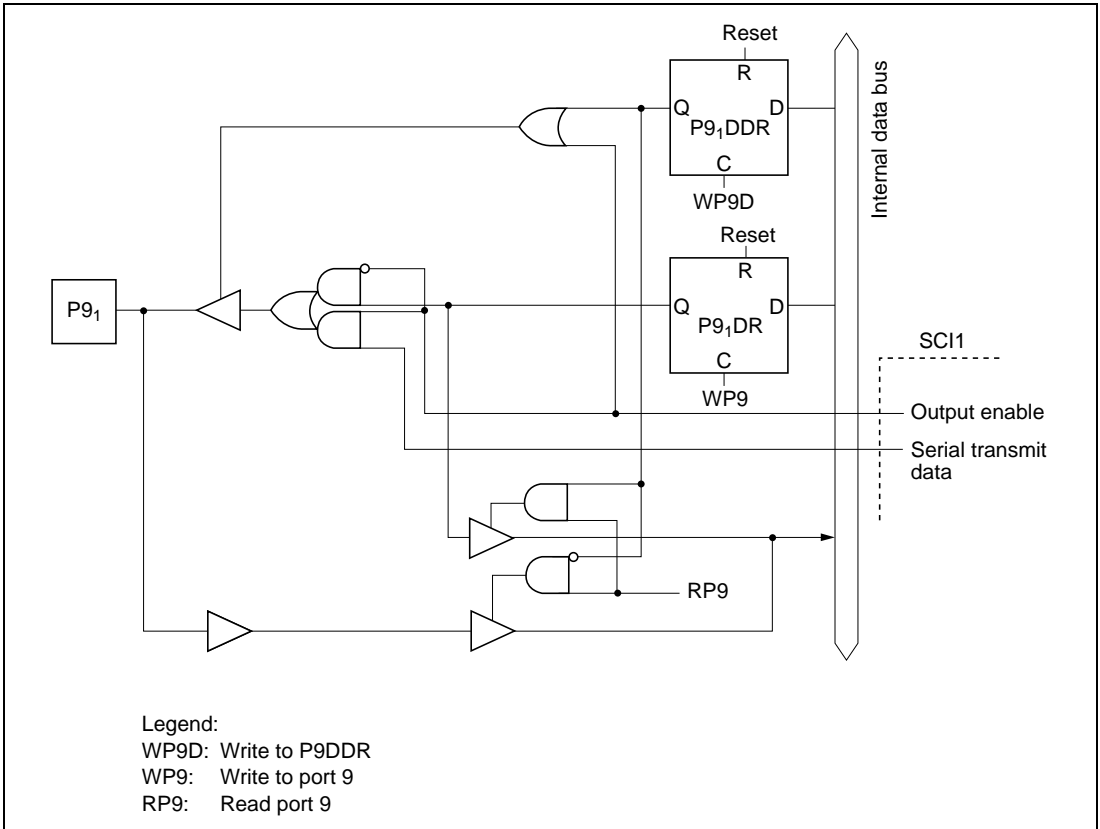 Reset
R
Q
D
P9₁DDR
C
WP9D
Reset
R
Q
D
P9₁DR
C
WP9
Internal data bus
P9₁
SCI1
Output enable
Serial transmit
data
RP9
Legend:
WP9D: Write to P9DDR
WP9: Write to port 9
RP9: Read port 9